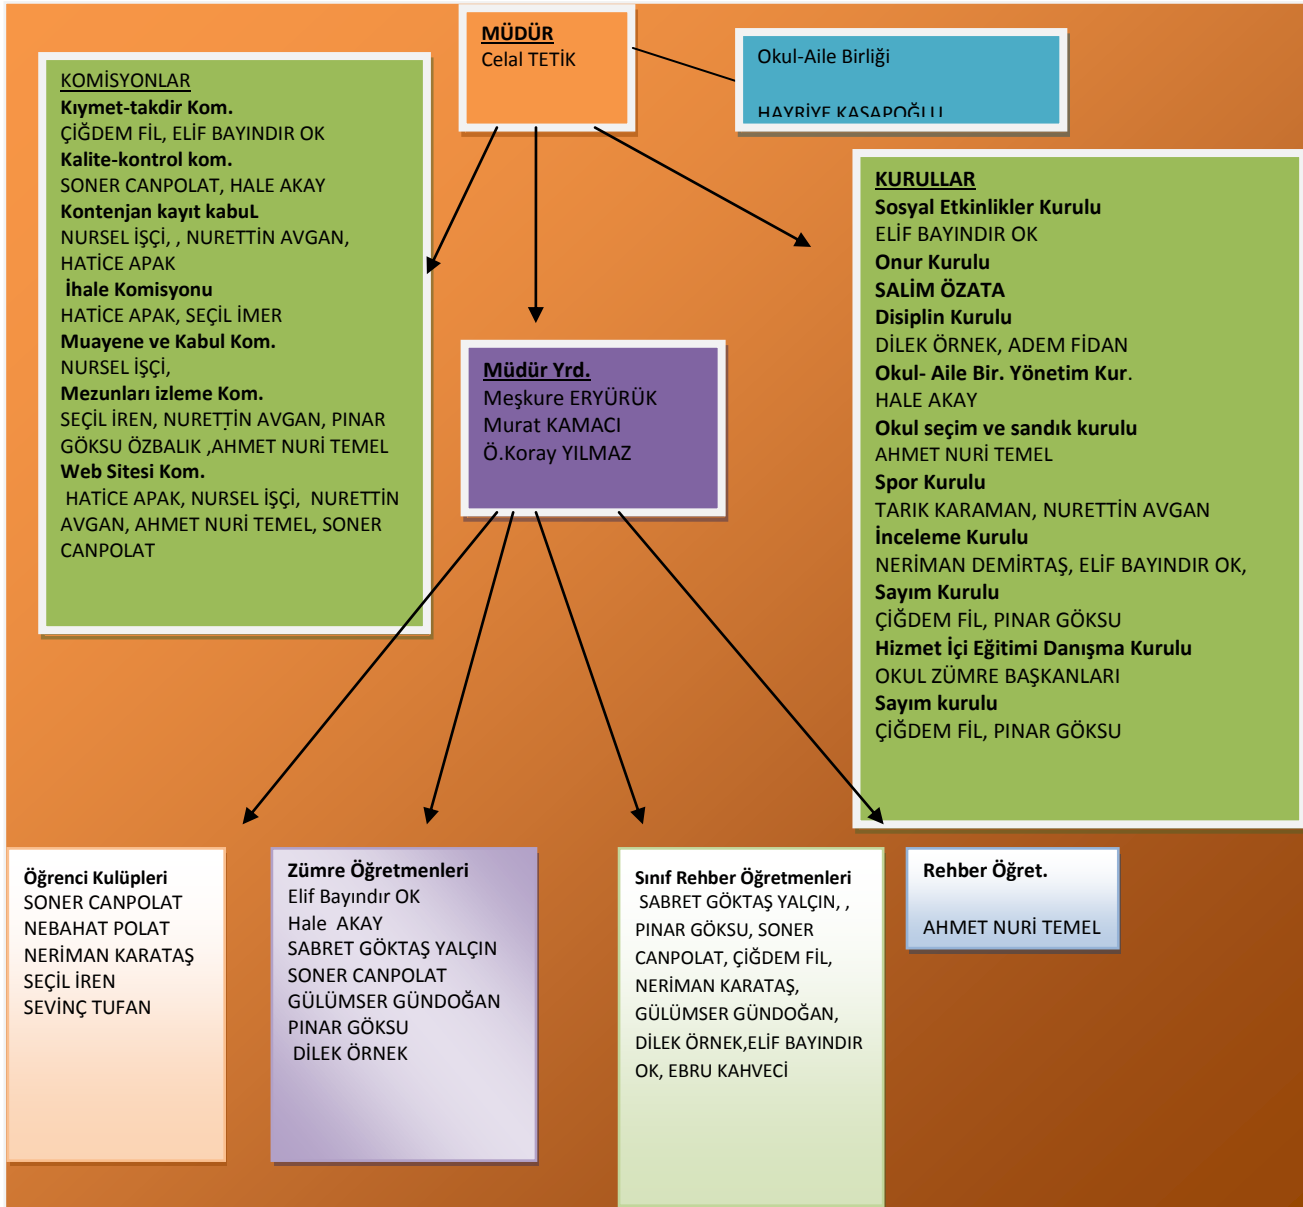 MÜDÜR
Celal TETİK
Okul-Aile Birliği
HAYRİYE KASAPOĞLU
KOMİSYONLAR
Kıymet-takdir Kom.
ÇİĞDEM FİL, ELİF BAYINDIR OK
Kalite-kontrol kom.
SONER CANPOLAT, HALE AKAY
Kontenjan kayıt kabuL
NURSEL İŞÇİ, , NURETTİN AVGAN,
HATİCE APAK
İhale Komisyonu
HATİCE APAK, SEÇİL İMER
Muayene ve Kabul Kom.
NURSEL İŞÇİ,
Mezunları izleme Kom.
SEÇİL İREN, NURETTİN AVGAN, PINAR
GÖKSU ÖZBALIK ,AHMET NURİ TEMEL
Web Sitesi Kom.
HATİCE APAK, NURSEL İŞÇİ, NURETTİN
AVGAN, AHMET NURİ TEMEL, SONER
CANPOLAT
KURULLAR
Sosyal Etkinlikler Kurulu
ELİF BAYINDIR OK
Onur Kurulu
SALİM ÖZATA
Disiplin Kurulu
DİLEK ÖRNEK, ADEM FİDAN
Okul- Aile Bir. Yönetim Kur.
HALE AKAY
Okul seçim ve sandık kurulu
AHMET NURİ TEMEL
Spor Kurulu
TARIK KARAMAN, NURETTİN AVGAN
İnceleme Kurulu
NERİMAN DEMİRTAŞ, ELİF BAYINDIR OK,
Sayım Kurulu
ÇİĞDEM FİL, PINAR GÖKSU
Hizmet İçi Eğitimi Danışma Kurulu
OKUL ZÜMRE BAŞKANLARI
Sayım kurulu
ÇİĞDEM FİL, PINAR GÖKSU
Müdür Yrd.
Meşkure ERYÜRÜK
Murat KAMACI
Ö.Koray YILMAZ
Öğrenci Kulüpleri
SONER CANPOLAT
NEBAHAT POLAT
NERİMAN KARATAŞ
SEÇİL İREN
SEVİNÇ TUFAN
Zümre Öğretmenleri
Elif Bayındır OK
Hale AKAY
SABRET GÖKTAŞ YALÇIN
SONER CANPOLAT
GÜLÜMSER GÜNDOĞAN
PINAR GÖKSU
DİLEK ÖRNEK
Sınıf Rehber Öğretmenleri
SABRET GÖKTAŞ YALÇIN, ,
PINAR GÖKSU, SONER
CANPOLAT, ÇİĞDEM FİL,
NERİMAN KARATAŞ,
GÜLÜMSER GÜNDOĞAN,
DİLEK ÖRNEK,ELİF BAYINDIR
OK, EBRU KAHVECİ
Rehber Öğret.
AHMET NURİ TEMEL